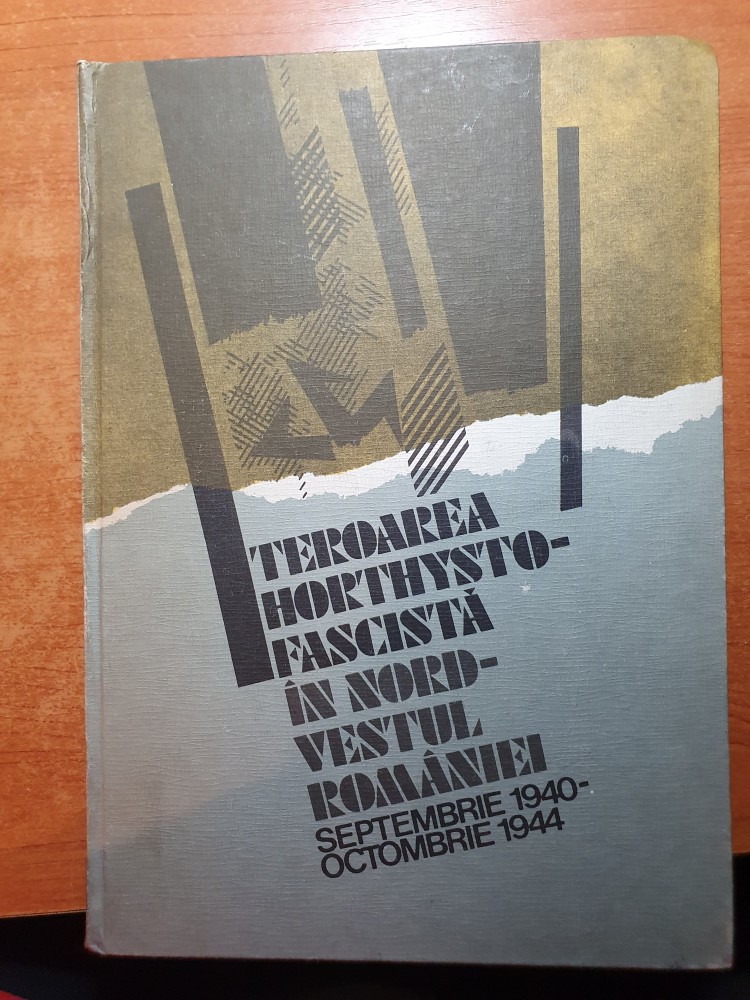 TEROAREA
HORTHYSTO-
FASCISTĂ
ÎN NORD-
VESTUL
ROMÂNIEI
SEPTEMBRIE 1940-
OCTOMBRIE 1944